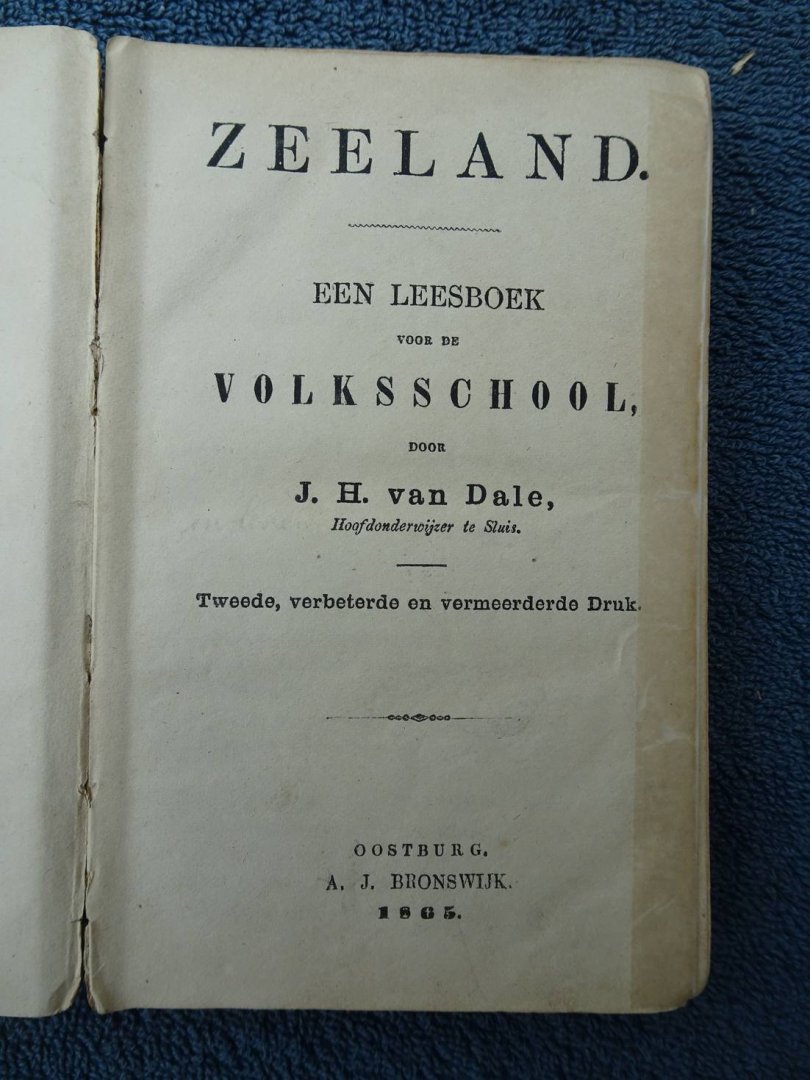 ZEELAND.
EEN LEESBOEK
VOOR DE
VOLKSSCHOOL,
DOOR
J. H. van Dale,
Hoofdonderwijzer te Sluis.
Tweede, verbeterde en vermeerderde Druk.
OOSTBURG.
A. J. BRONSWIJK.
1865.